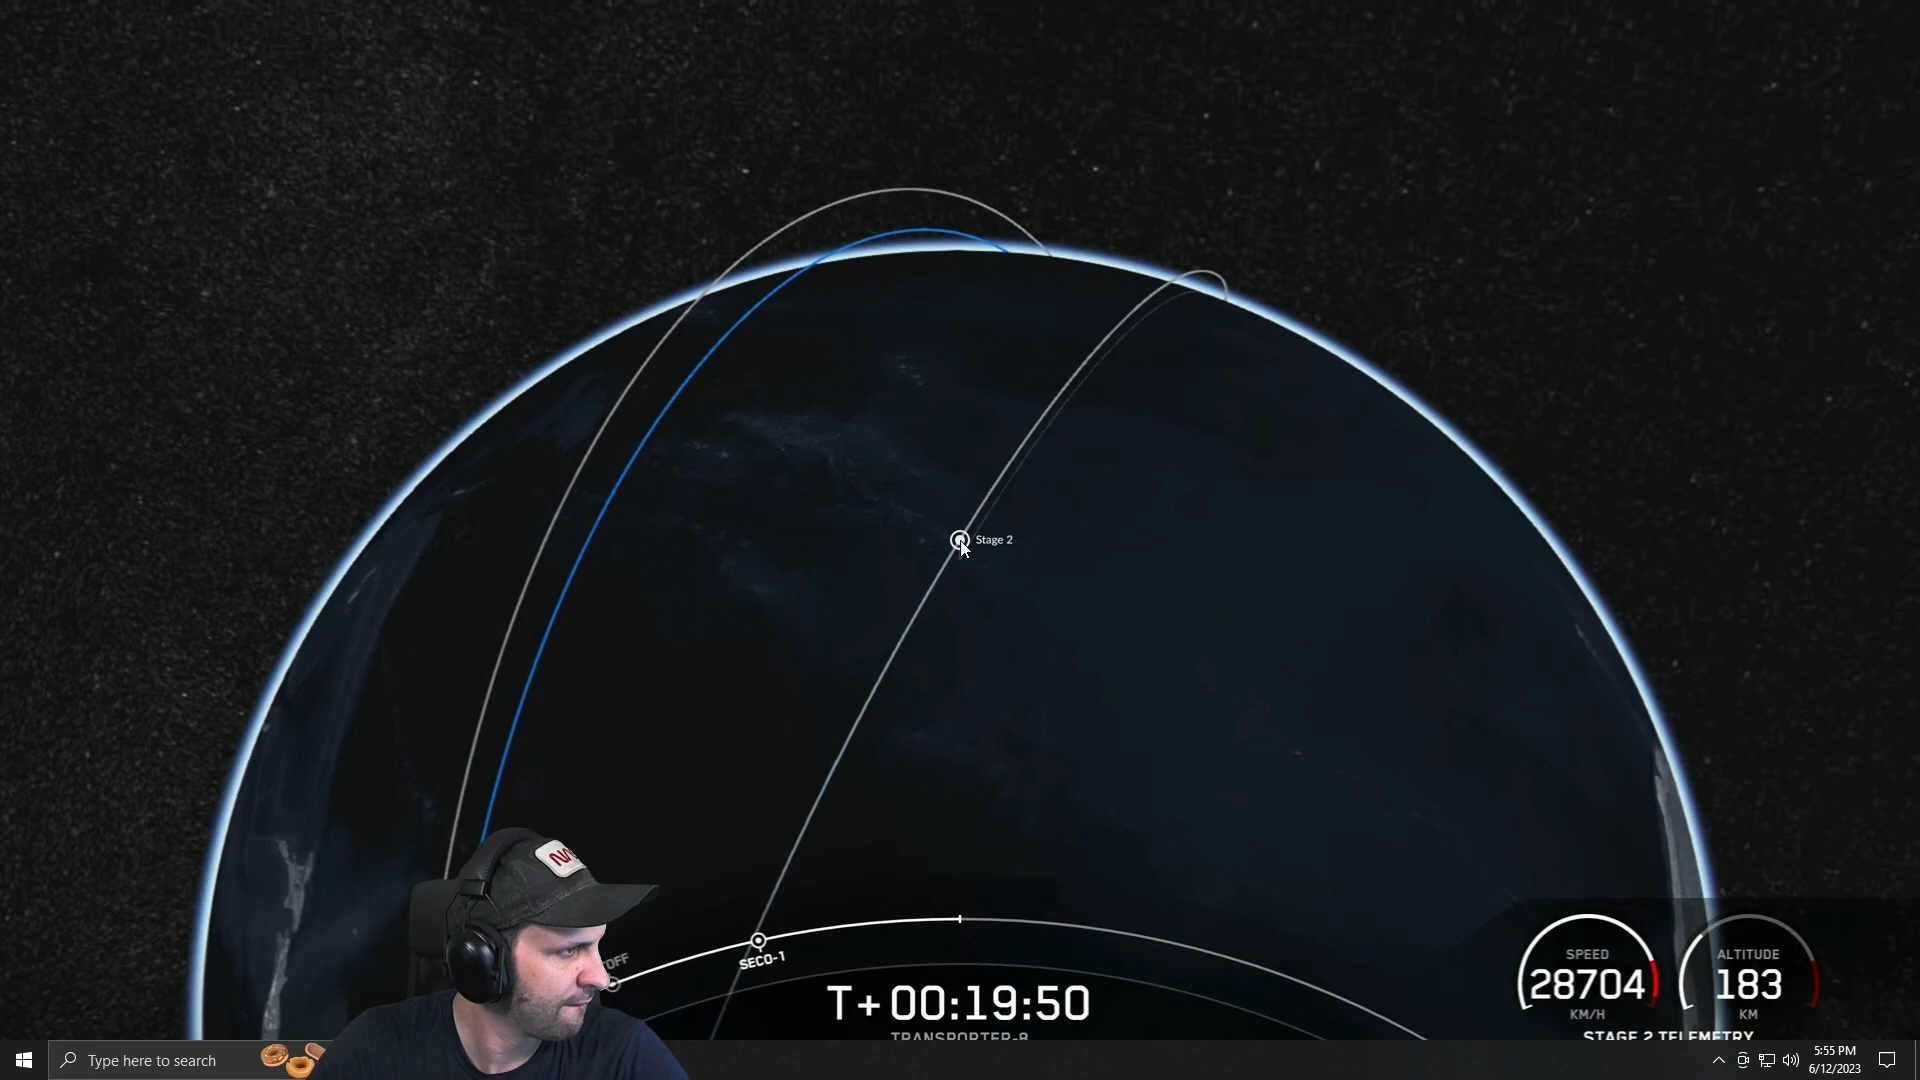 Stage 2
SECO-1
T+00:19:50
TRANSPORTER-8
SPEED
28704
KM/H
ALTITUDE
183
KM
STAGE 2 TELEMETRY
Type here to search
5:55 PM
6/12/2023